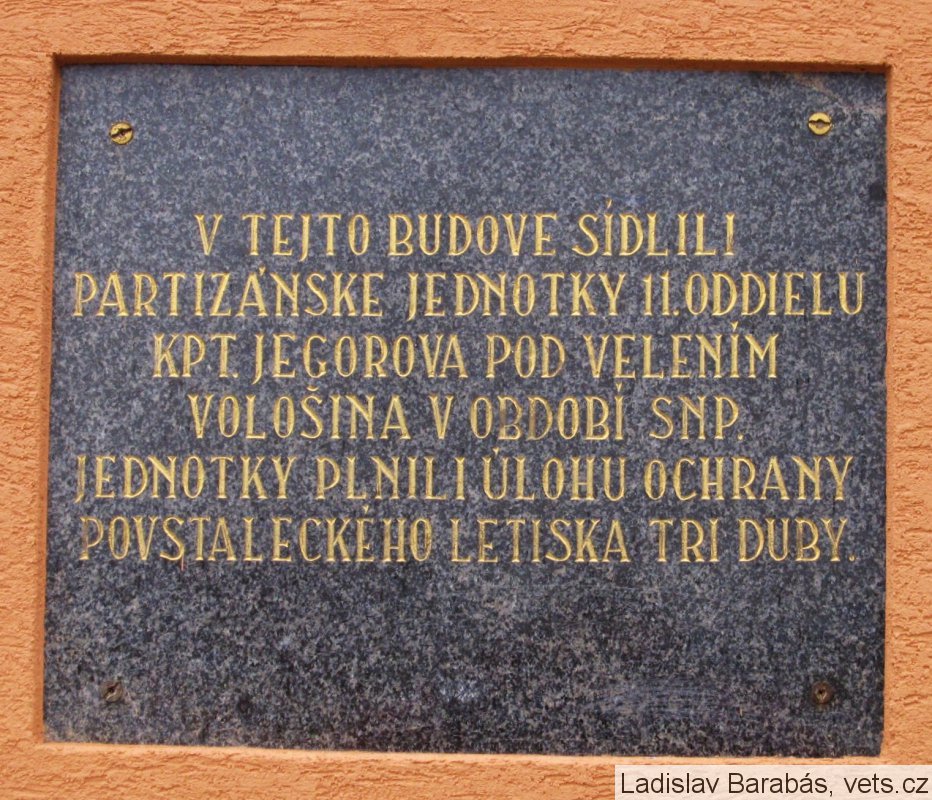 V TEJTO BUDOVE SÍDLILI
PARTIZÁNSKE JEDNOTKY 11. ODDIELU
KPT. JEGOROVA POD VELENÍM
VOLOŠINA V OBDOBÍ SNP.
JEDNOTKY PLNILI ÚLOHU OCHRANY
POVSTALECKÉHO LETISKA TRI DUBY.
Ladislav Barabás, vets.cz